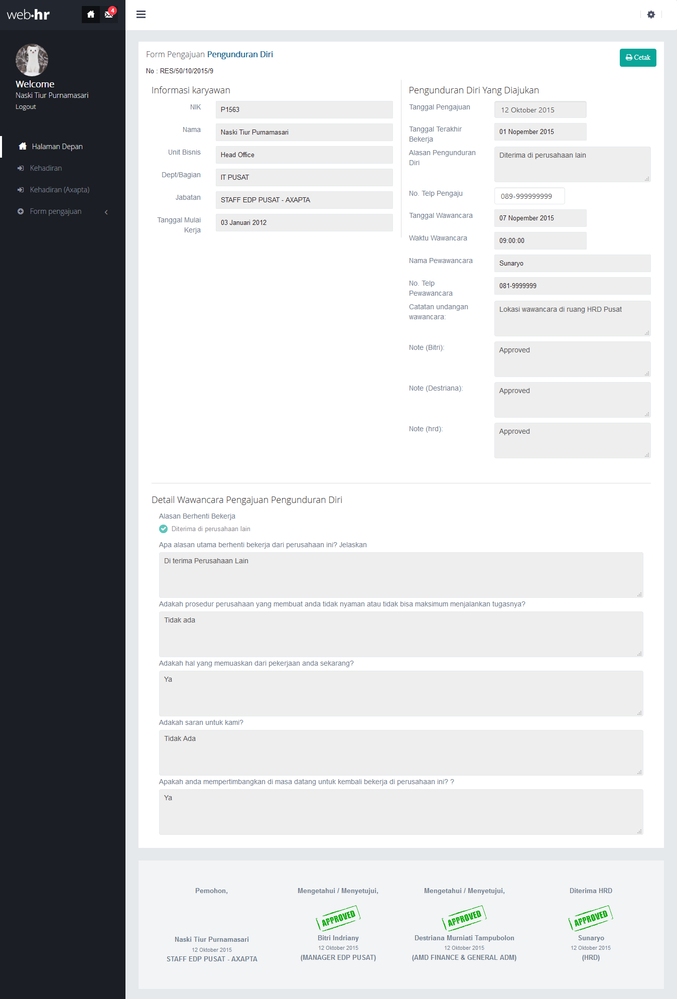 web·hr
4
Welcome
Naski Tiur Purnamasari
Logout
Halaman Depan
Kehadiran
Kehadiran (Axapta)
Form pengajuan
Form Pengajuan Pengunduran Diri
Cetak
No : RES/50/10/2015/9
Informasi karyawan
NIK
P1563
Nama
Naski Tiur Purnamasari
Unit Bisnis
Head Office
Dept/Bagian
IT PUSAT
Jabatan
STAFF EDP PUSAT - AXAPTA
Tanggal Mulai
Kerja
03 Januari 2012
Pengunduran Diri Yang Diajukan
Tanggal Pengajuan
12 Oktober 2015
Tanggal Terakhir
Bekerja
01 Nopember 2015
Alasan Pengunduran
Diri
Diterima di perusahaan lain
No. Telp Pengaju
089-999999999
Tanggal Wawancara
07 Nopember 2015
Waktu Wawancara
09:00:00
Nama Pewawancara
Sunaryo
No. Telp
Pewawancara
081-9999999
Catatan undangan
wawancara:
Lokasi wawancara di ruang HRD Pusat
Note (Bitri):
Approved
Note (Destriana):
Approved
Note (hrd):
Approved
Detail Wawancara Pengajuan Pengunduran Diri
Alasan Berhenti Bekerja
Diterima di perusahaan lain
Apa alasan utama berhenti bekerja dari perusahaan ini? Jelaskan
Di terima Perusahaan Lain
Adakah prosedur perusahaan yang membuat anda tidak nyaman atau tidak bisa maksimum menjalankan tugasnya?
Tidak ada
Adakah hal yang memuaskan dari pekerjaan anda sekarang?
Ya
Adakah saran untuk kami?
Tidak Ada
Apakah anda mempertimbangkan di masa datang untuk kembali bekerja di perusahaan ini? ?
Ya
Pemohon,
Naski Tiur Purnamasari
12 Oktober 2015
STAFF EDP PUSAT - AXAPTA
Mengetahui / Menyetujui,
APPROVED
Bitri Indriany
12 Oktober 2015
(MANAGER EDP PUSAT)
Mengetahui / Menyetujui,
APPROVED
Destriana Murniati Tampubolon
12 Oktober 2015
(AMD FINANCE & GENERAL ADM)
Diterima HRD
APPROVED
Sunaryo
12 Oktober 2015
(HRD)